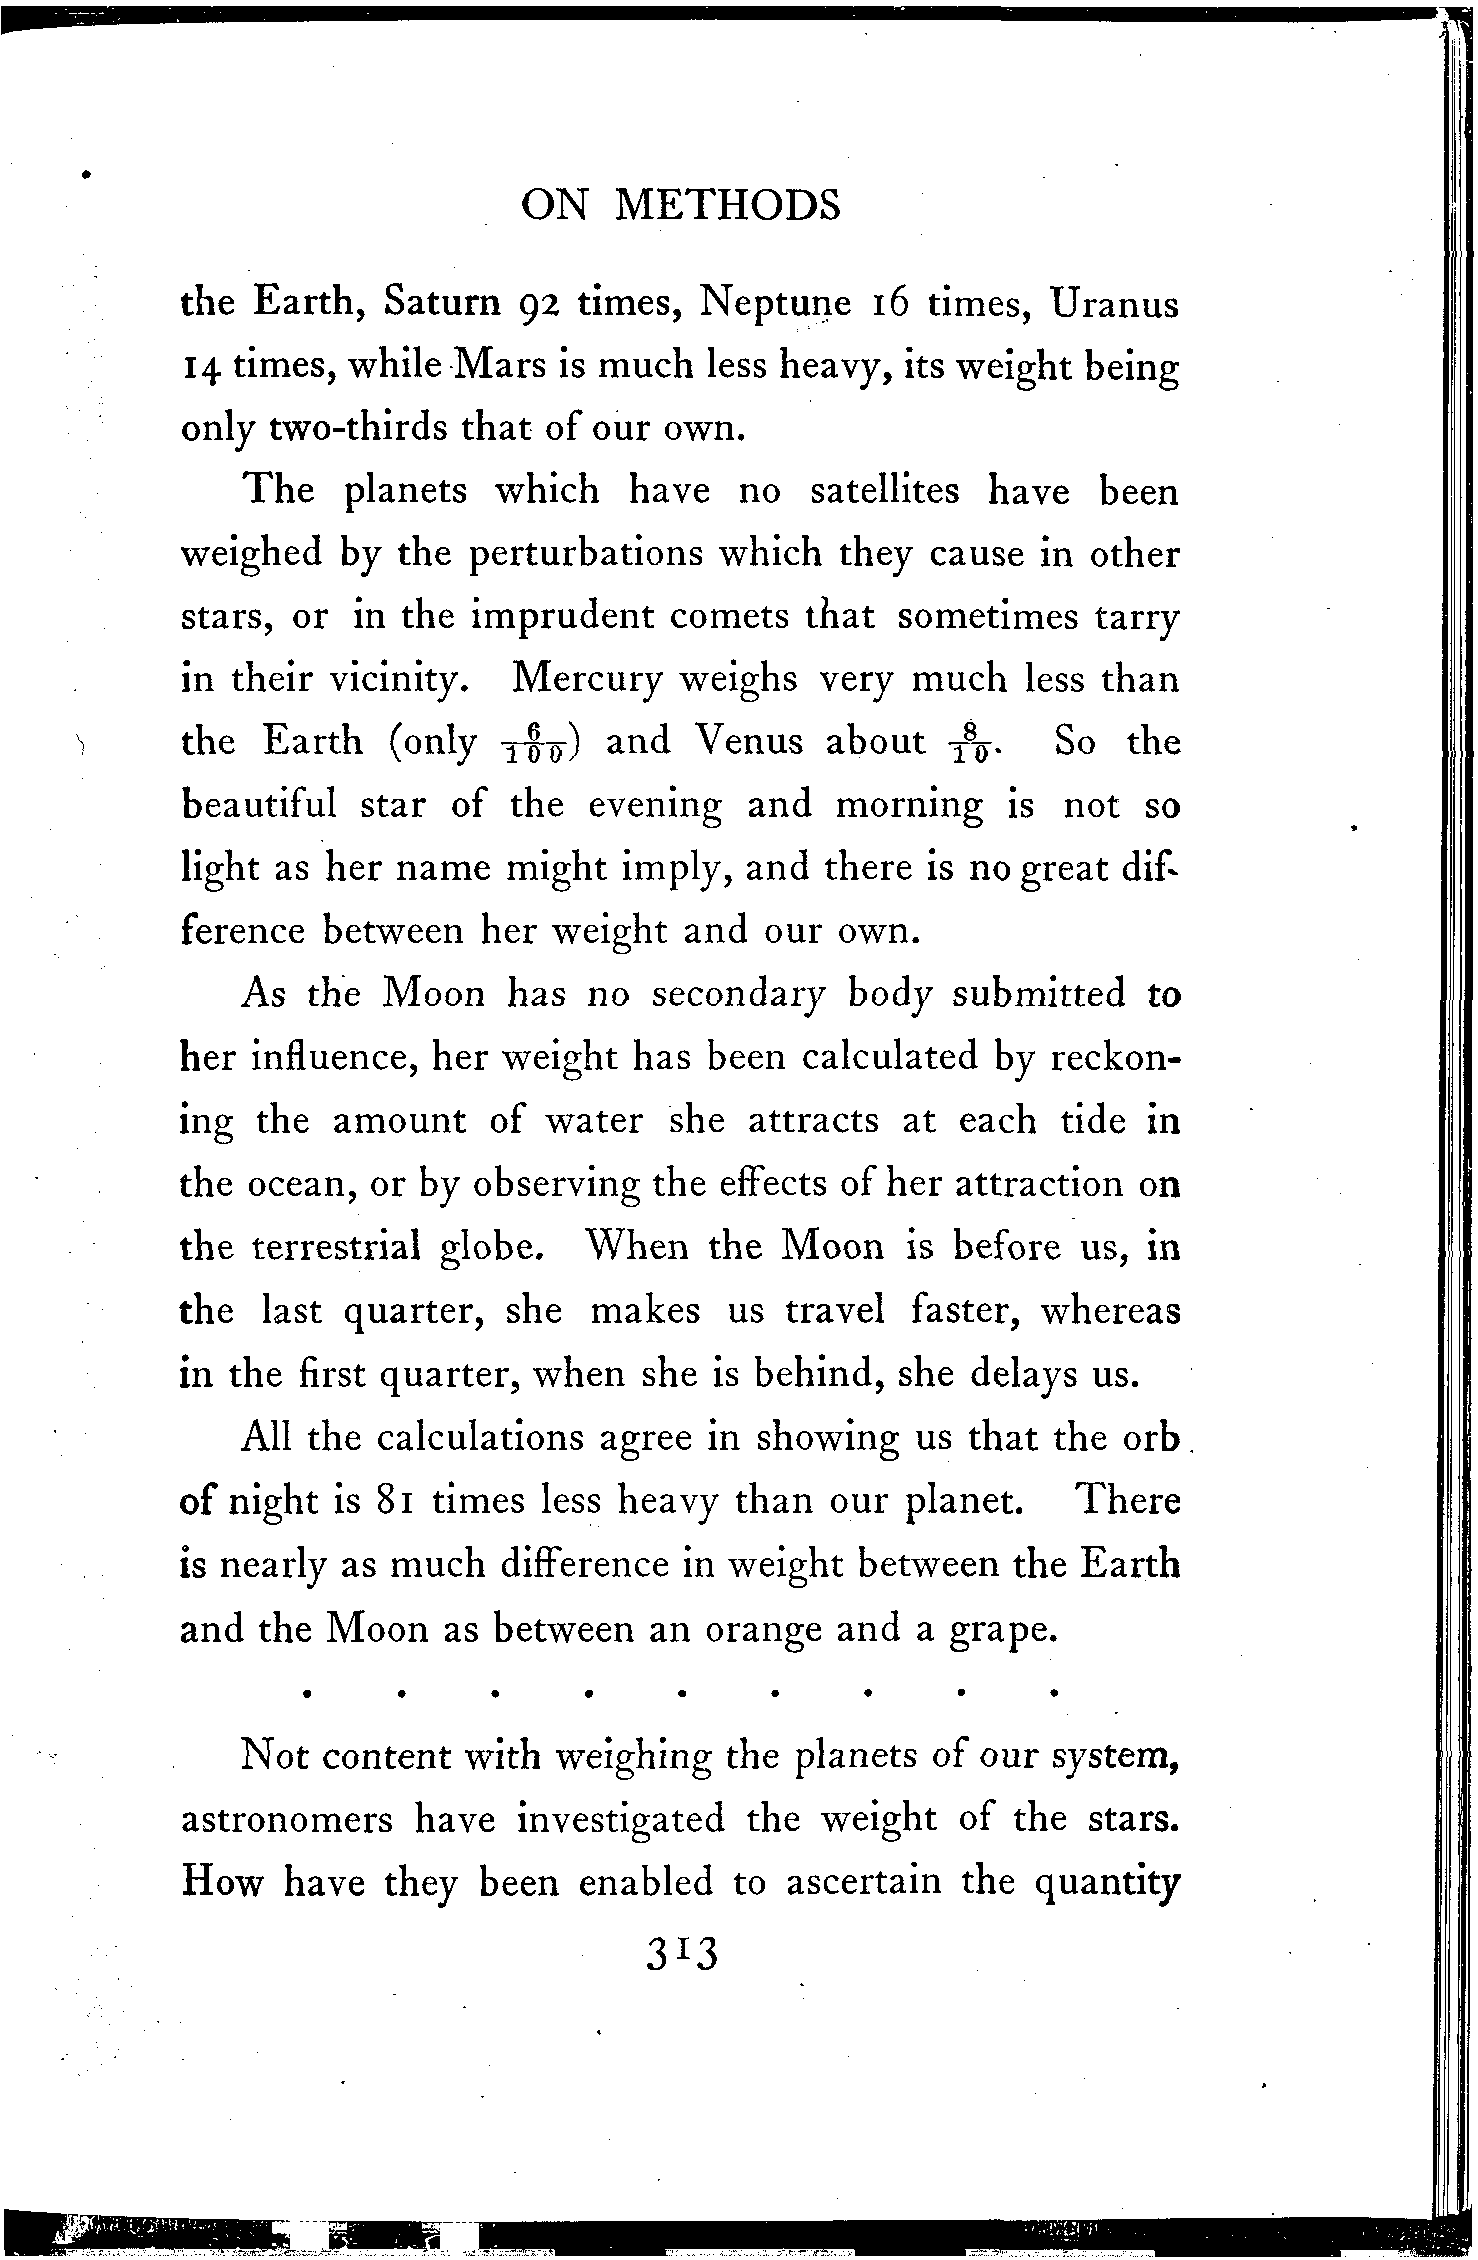 ON METHODS
the Earth, Saturn 92 times, Neptune 16 times, Uranus
14 times, while Mars is much less heavy, its weight being
only two-thirds that of our own.
The planets which have no satellites have been
weighed by the perturbations which they cause in other
stars, or in the imprudent comets that sometimes tarry
in their vicinity. Mercury weighs very much less than
the Earth (only 6/100) and Venus about 8/10. So the
beautiful star of the evening and morning is not so
light as her name might imply, and there is no great dif-
ference between her weight and our own.
As the Moon has no secondary body submitted to
her influence, her weight has been calculated by reckon-
ing the amount of water she attracts at each tide in
the ocean, or by observing the effects of her attraction on
the terrestrial globe. When the Moon is before us, in
the last quarter, she makes us travel faster, whereas
in the first quarter, when she is behind, she delays us.
All the calculations agree in showing us that the orb
of night is 81 times less heavy than our planet. There
is nearly as much difference in weight between the Earth
and the Moon as between an orange and a grape.
. . . . . . . . .
Not content with weighing the planets of our system,
astronomers have investigated the weight of the stars.
How have they been enabled to ascertain the quantity
313